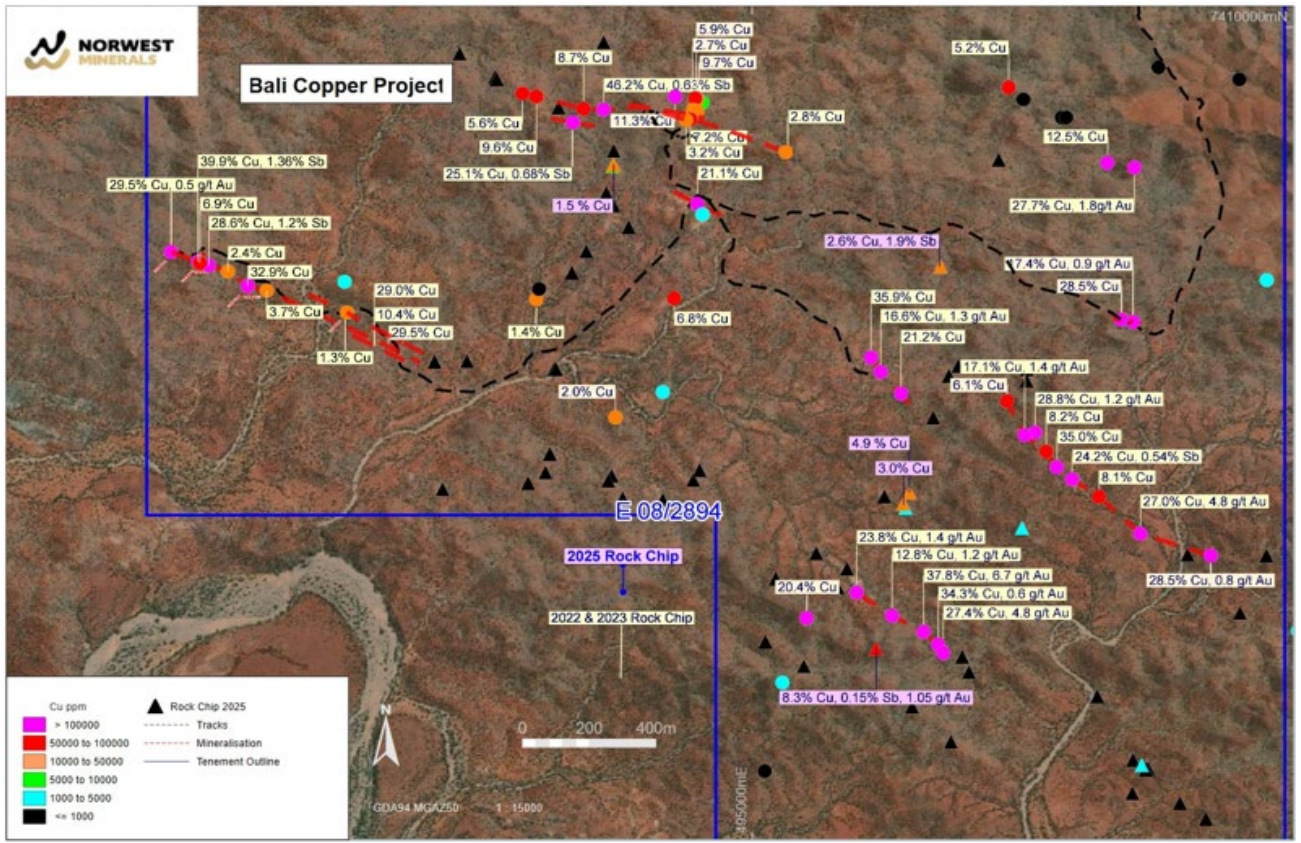 7410000mN
NORWEST
MINERALS
Bali Copper Project
5.9% Cu
2.7% Cu
9.7% Cu
8.7% Cu
46.2% Cu, 0.63% Sb
5.2% Cu
5.6% Cu
11.3% Cu
2.8% Cu
12.5% Cu
9.6% Cu
7.2% Cu
3.2% Cu
39.9% Cu, 1.36% Sb
25.1% Cu, 0.68% Sb
21.1% Cu
29.5% Cu, 0.5 g/t Au
6.9% Cu
1.5 % Cu
27.7% Cu, 1.8g/t Au
28.6% Cu, 1.2% Sb
2.4% Cu
2.6% Cu, 1.9% Sb
32.9% Cu
17.4% Cu, 0.9 g/t Au
28.5% Cu
29.0% Cu
35.9% Cu
3.7% Cu
10.4% Cu
6.8% Cu
16.6% Cu, 1.3 g/t Au
29.5% Cu
1.4% Cu
21.2% Cu
1.3% Cu
17.1% Cu, 1.4 g/t Au
6.1% Cu
2.0% Cu
28.8% Cu, 1.2 g/t Au
8.2% Cu
4.9 % Cu
35.0% Cu
3.0% Cu
24.2% Cu, 0.54% Sb
8.1% Cu
27.0% Cu, 4.8 g/t Au
E 08/2894
23.8% Cu, 1.4 g/t Au
2025 Rock Chip
12.8% Cu, 1.2 g/t Au
37.8% Cu, 6.7 g/t Au
28.5% Cu, 0.8 g/t Au
20.4% Cu
34.3% Cu, 0.6 g/t Au
2022 & 2023 Rock Chip
27.4% Cu, 4.8 g/t Au
8.3% Cu, 0.15% Sb, 1.05 g/t Au
Cu ppm
> 100000
50000 to 100000
10000 to 50000
5000 to 10000
1000 to 5000
<= 1000
Rock Chip 2025
Tracks
Mineralisation
Tenement Outline
N
0 200 400m
GDA94 MGAZ50 1: 15000
495000mE